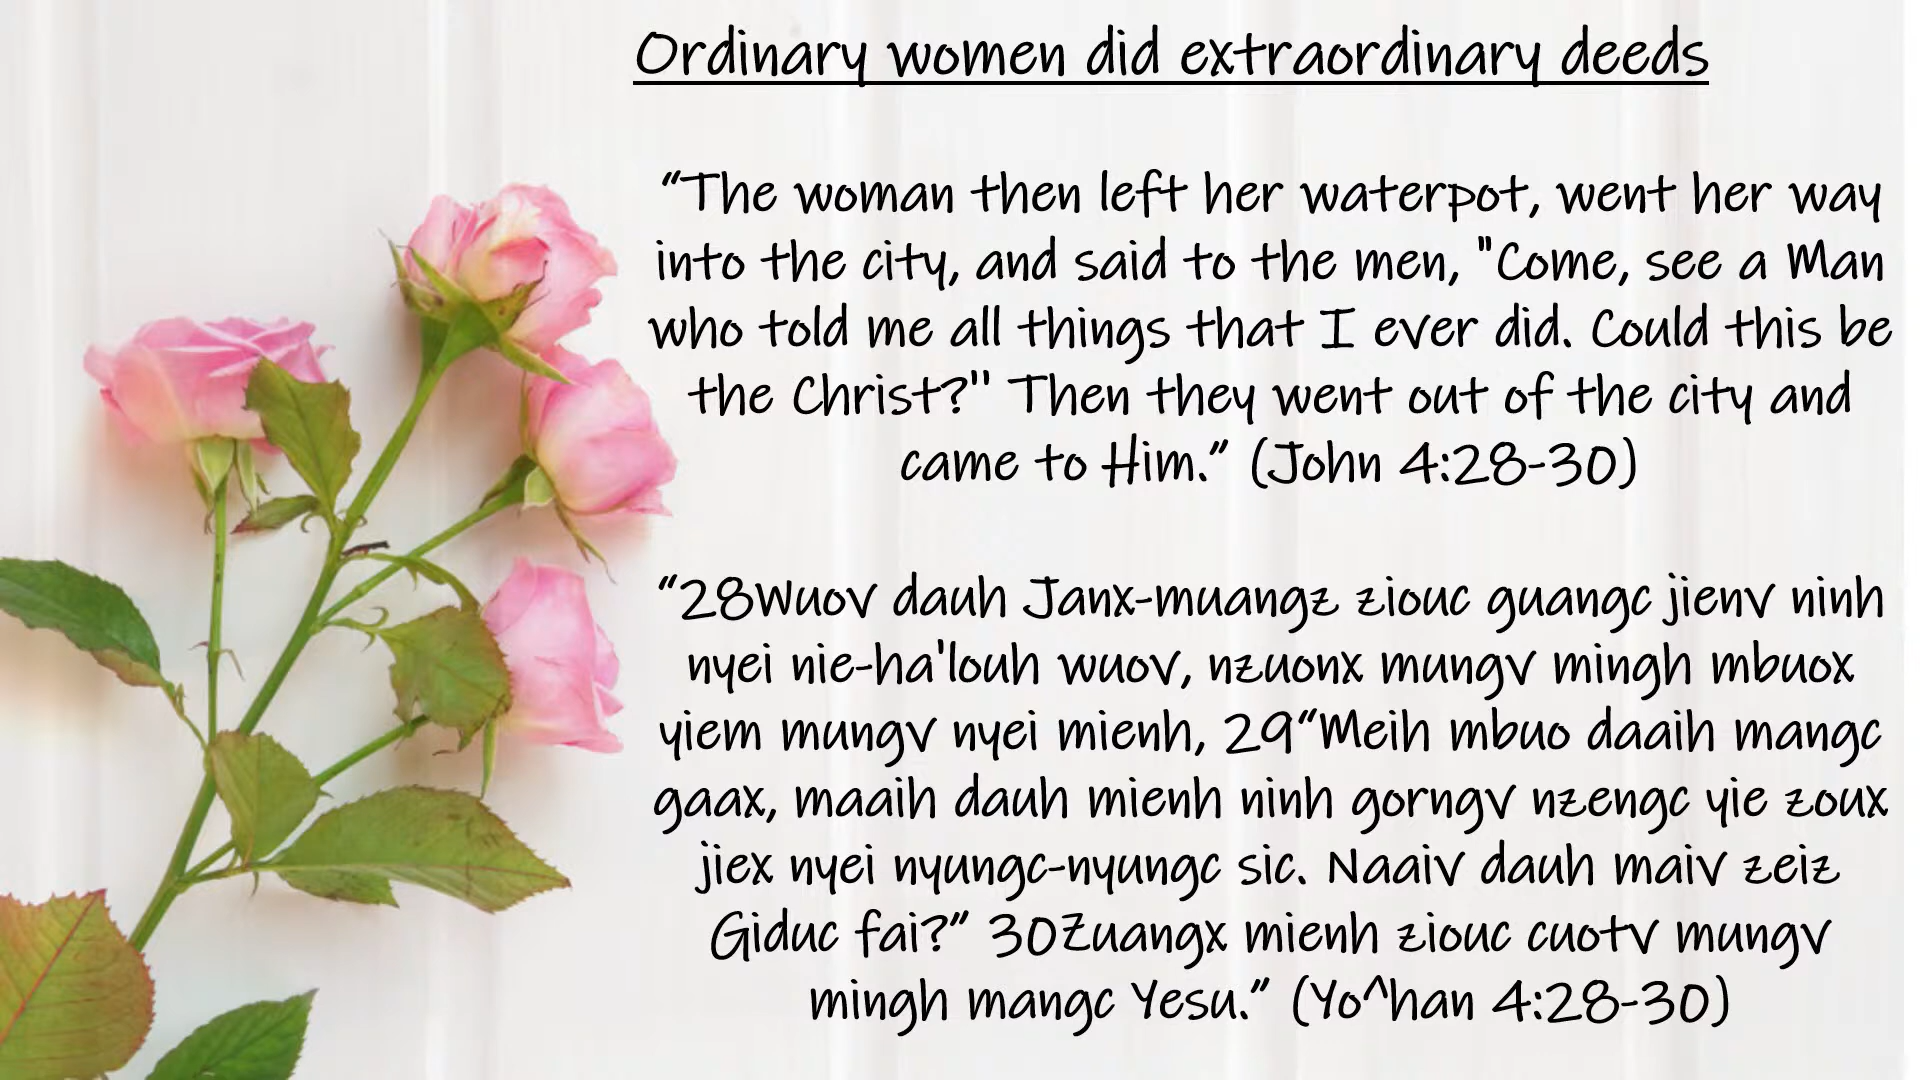 Ordinary women did extraordinary deeds
“The woman then left her waterpot, went her way
into the city, and said to the men, "Come, see a Man
who told me all things that I ever did. Could this be
the Christ?" Then they went out of the city and
came to Him.” (John 4:28-30)
“28Wuov dauh Janx-muangz ziouc guangc jienv ninh
nyei nie-ha'louh wuov, nzuonx mungv mingh mbuox
yiem mungv nyei mienh, 29“Meih mbuo daaih mangc
gaax, maaih dauh mienh ninh gorngv nzengc yie zoux
jiex nyei nyungc-nyungc sic. Naaiv dauh maiv zeiz
Giduc fai?” 30Zuangx mienh ziouc cuotv mungv
mingh mangc Yesu.” (Yo^han 4:28-30)